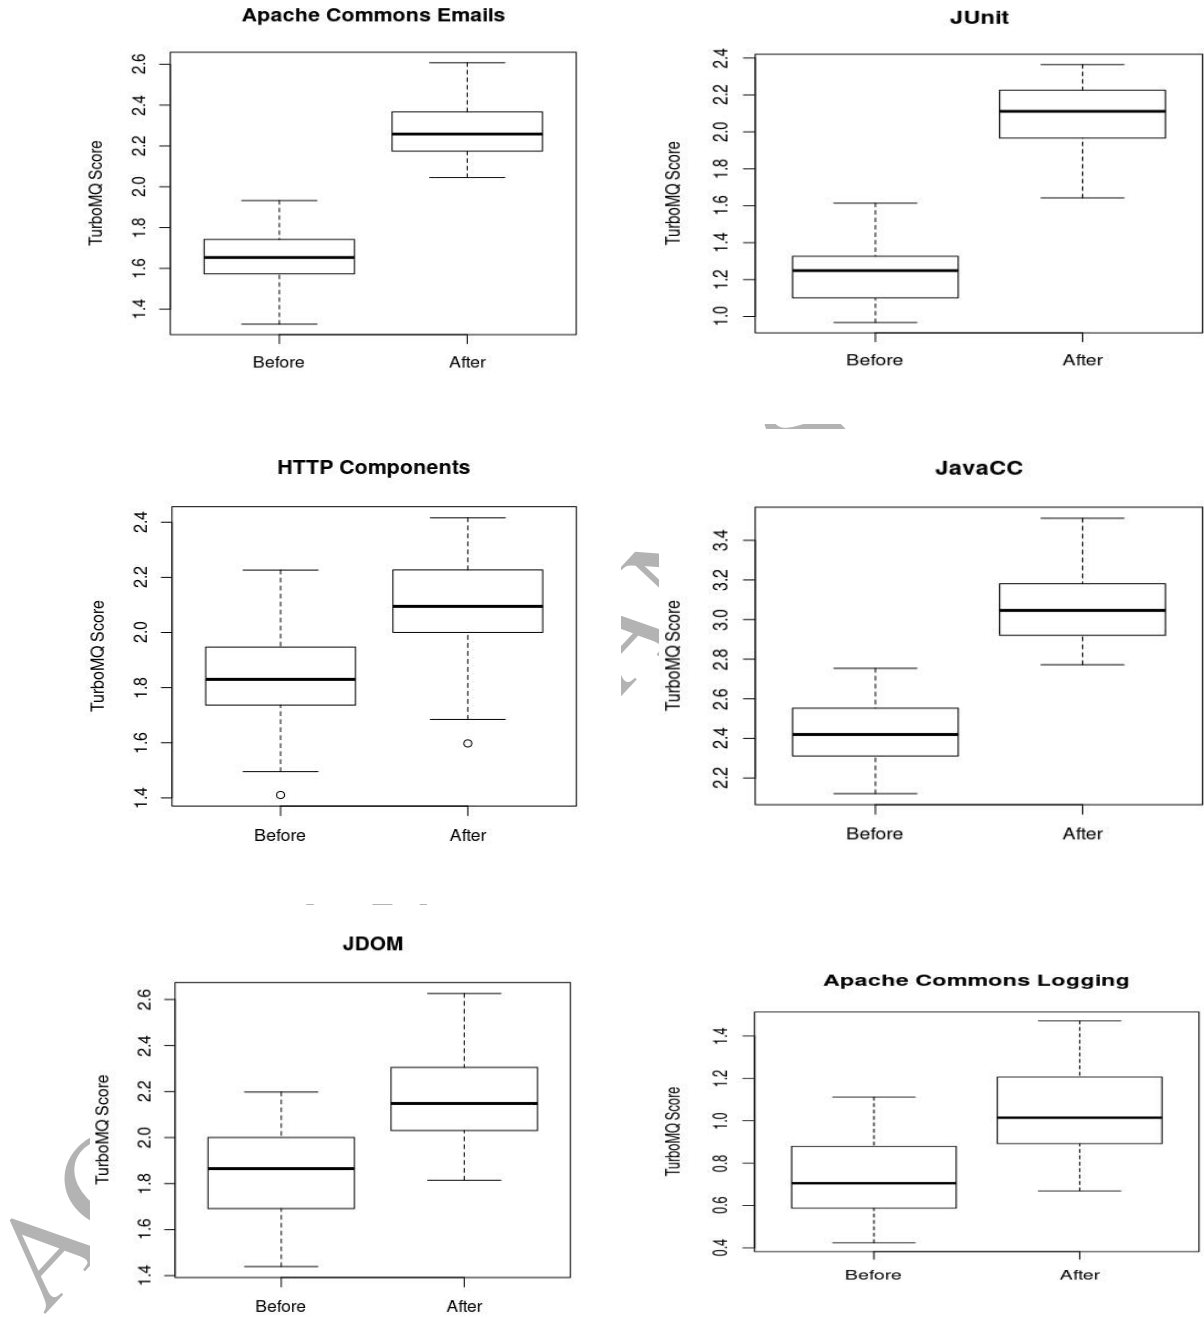 Apache Commons Emails
TurboMQ Score
2.6
2.4
2.2
2.0
1.8
1.6
1.4
Before After
JUnit
TurboMQ Score
2.4
2.2
2.0
1.8
1.6
1.4
1.2
1.0
Before After
HTTP Components
TurboMQ Score
2.4
2.2
2.0
1.8
1.6
1.4
Before After
JavaCC
TurboMQ Score
3.4
3.2
3.0
2.8
2.6
2.4
2.2
Before After
JDOM
TurboMQ Score
2.6
2.4
2.2
2.0
1.8
1.6
1.4
Before After
Apache Commons Logging
TurboMQ Score
1.4
1.2
1.0
0.8
0.6
0.4
Before After